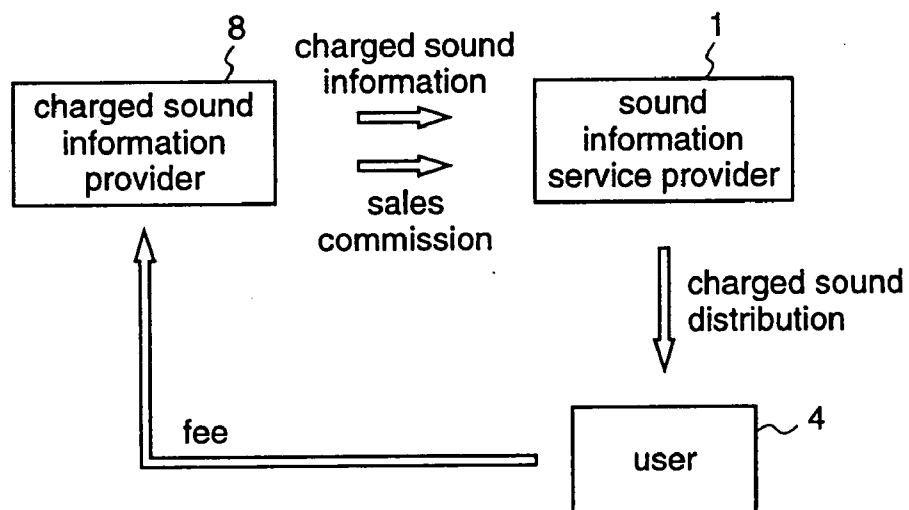 8
charged sound
information
provider
charged sound
information
sales
commission
1
sound
information
service provider
charged sound
distribution
fee
4
user